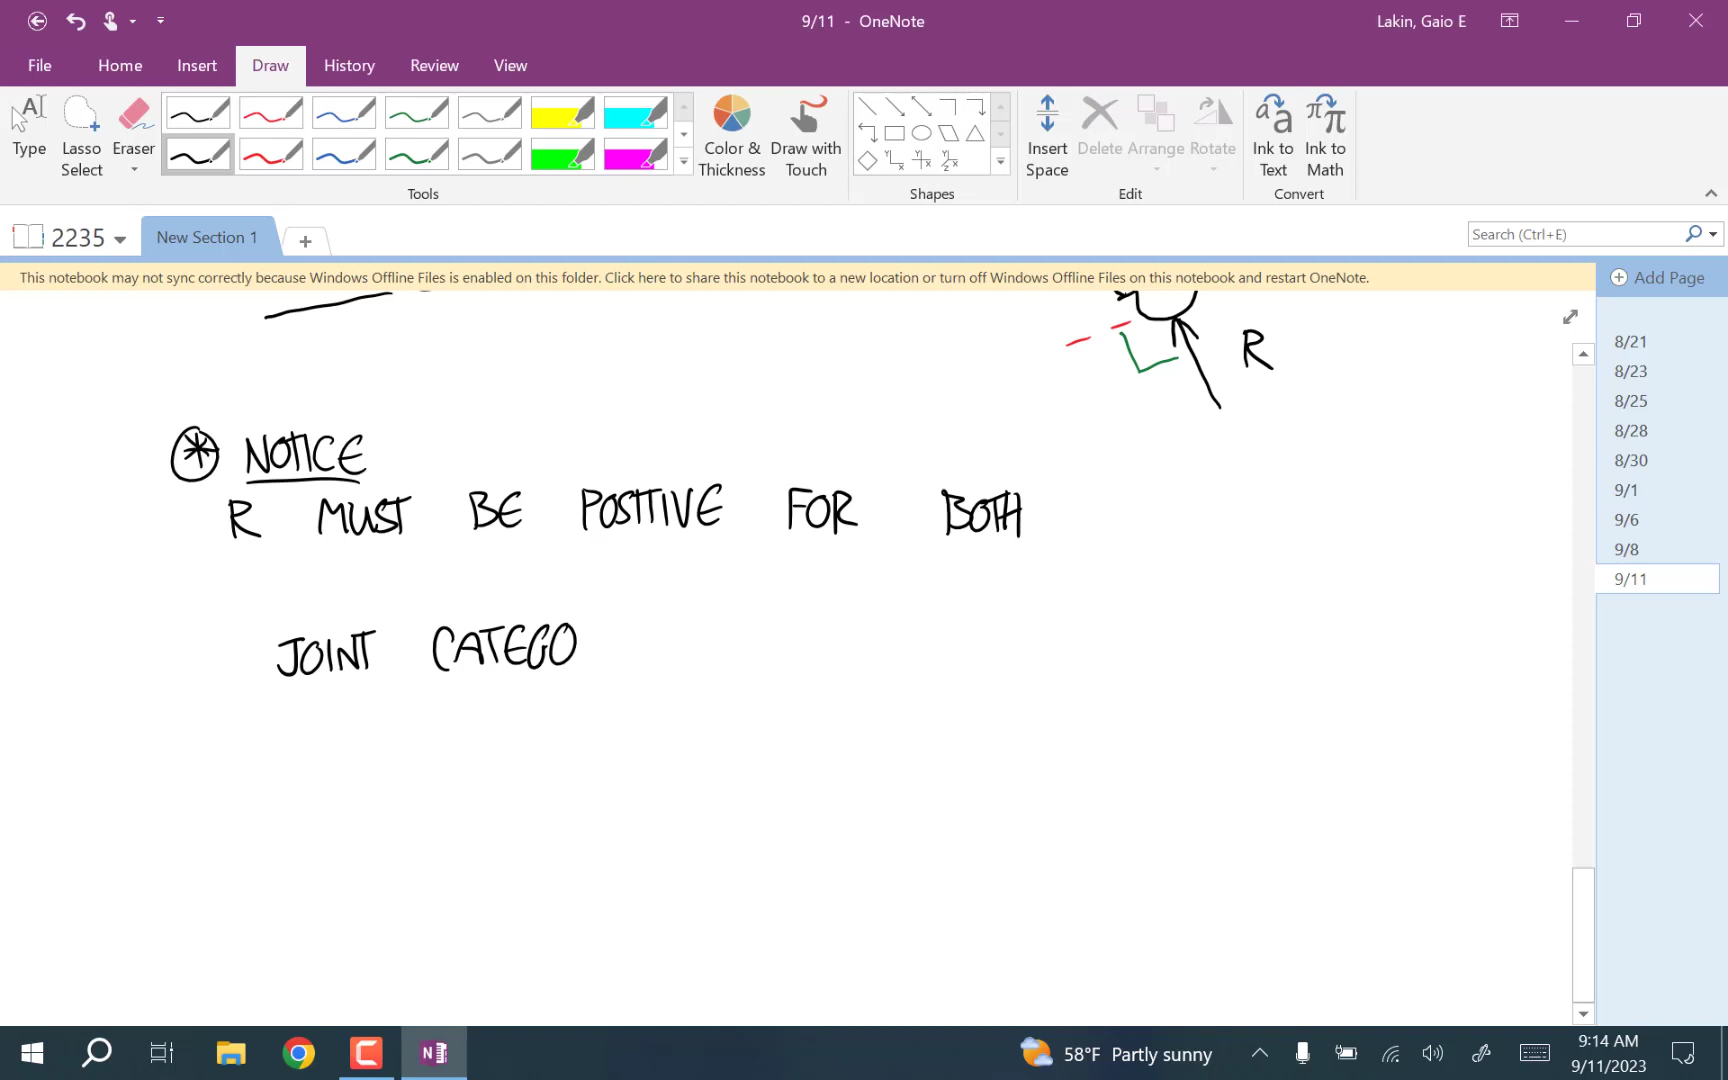 9/11 - OneNote
Lakin, Gaio E
File Home Insert Draw History Review View
Type
Lasso Select
Eraser
Color & Thickness
Draw with Touch
Insert Space
Delete
Arrange
Rotate
Ink to Text
Ink to Math
Tools
Shapes
Edit
Convert
2235
New Section 1
Search (Ctrl+E)
This notebook may not sync correctly because Windows Offline Files is enabled on this folder. Click here to share this notebook to a new location or turn off Windows Offline Files on this notebook and restart OneNote.
Add Page
8/21
8/23
8/25
8/28
8/30
9/1
9/6
9/8
9/11
R
* NOTICE
R MUST BE POSITIVE FOR BOTH
JOINT CATEGO
58°F Partly sunny
9:14 AM
9/11/2023